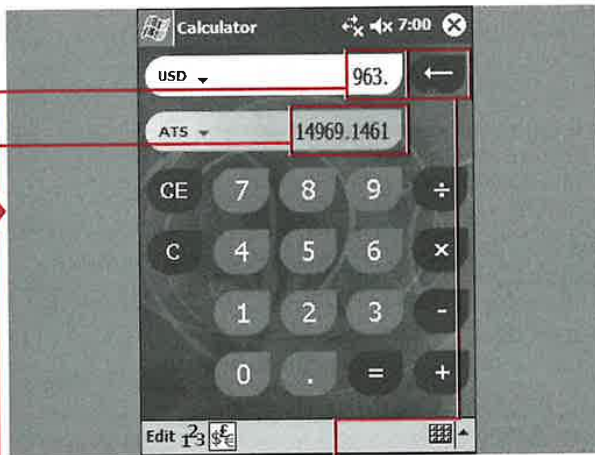 Calculator 7:00
USD 963.
ATS 14969.1461
CE 7 8 9 ÷
C 4 5 6 ×
1 2 3 -
0 . = +
Edit 123 $£€